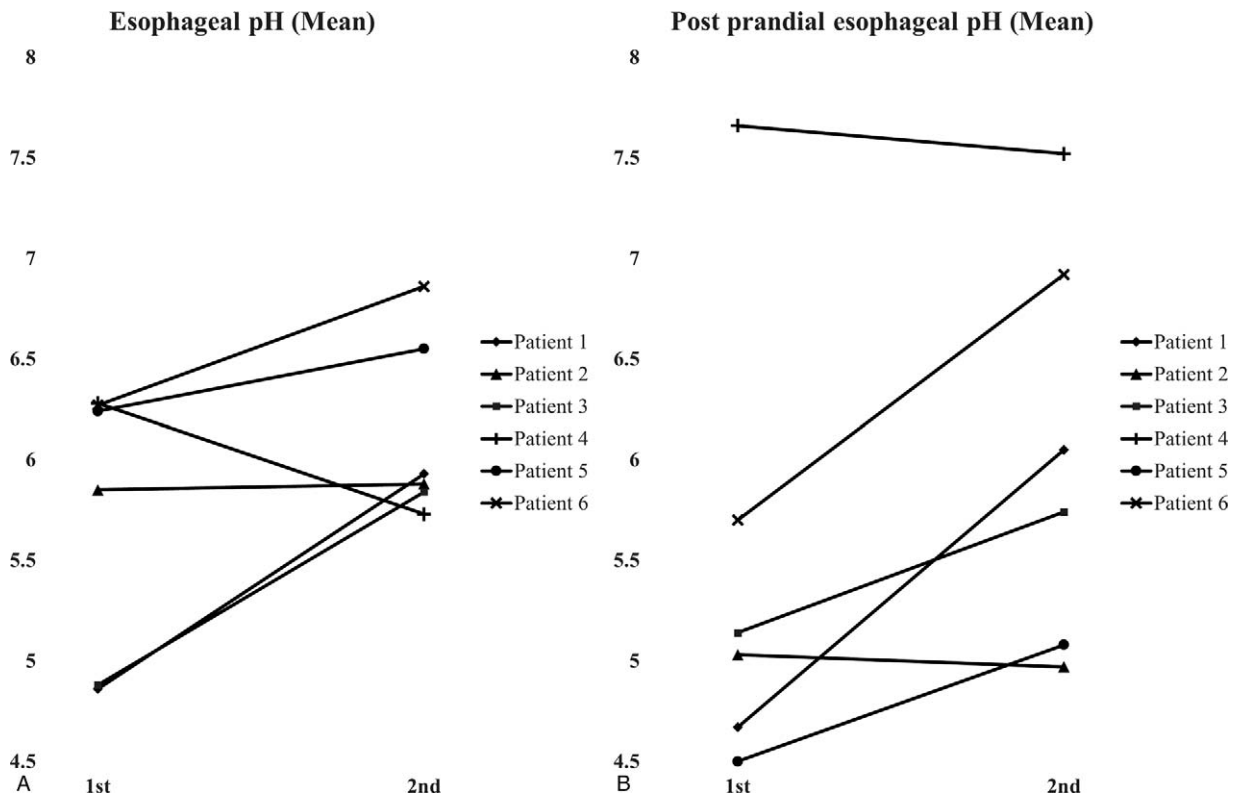 Esophageal pH (Mean)
8
7.5
7
6.5
6
5.5
5
4.5
A
1st 2nd
Patient 1
Patient 2
Patient 3
Patient 4
Patient 5
Patient 6
Post prandial esophageal pH (Mean)
8
7.5
7
6.5
6
5.5
5
4.5
B
1st 2nd
Patient 1
Patient 2
Patient 3
Patient 4
Patient 5
Patient 6